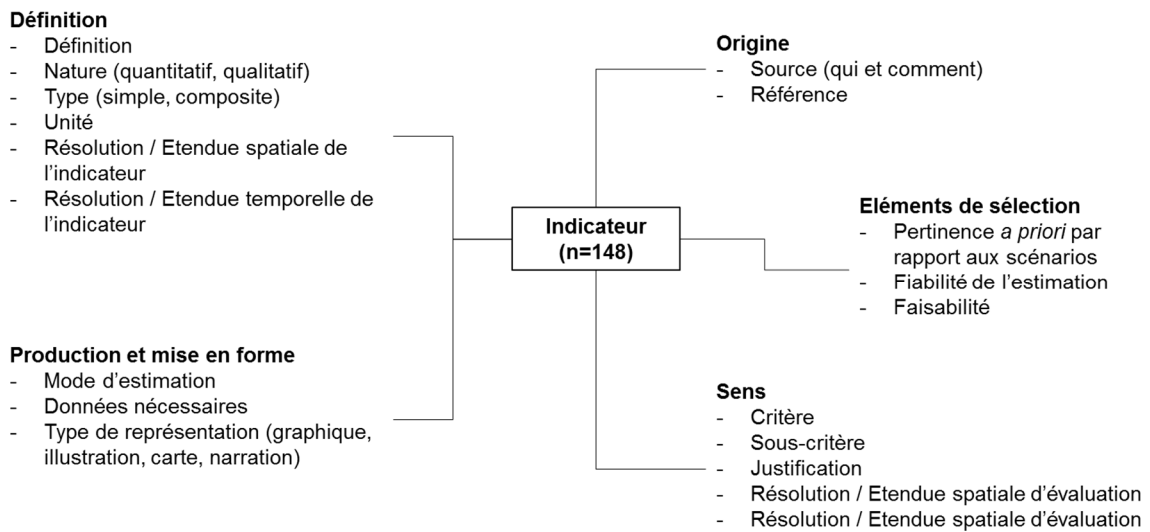 Définition
- Définition
- Nature (quantitatif, qualitatif)
- Type (simple, composite)
- Unité
- Résolution / Etendue spatiale de
l'indicateur
- Résolution / Etendue temporelle de
l'indicateur
Production et mise en forme
- Mode d'estimation
- Données nécessaires
- Type de représentation (graphique,
illustration, carte, narration)
Indicateur
(n=148)
Origine
- Source (qui et comment)
- Référence
Eléments de sélection
- Pertinence a priori par
rapport aux scénarios
- Fiabilité de l'estimation
- Faisabilité
Sens
- Critère
- Sous-critère
- Justification
- Résolution / Etendue spatiale d'évaluation
- Résolution / Etendue spatiale d'évaluation